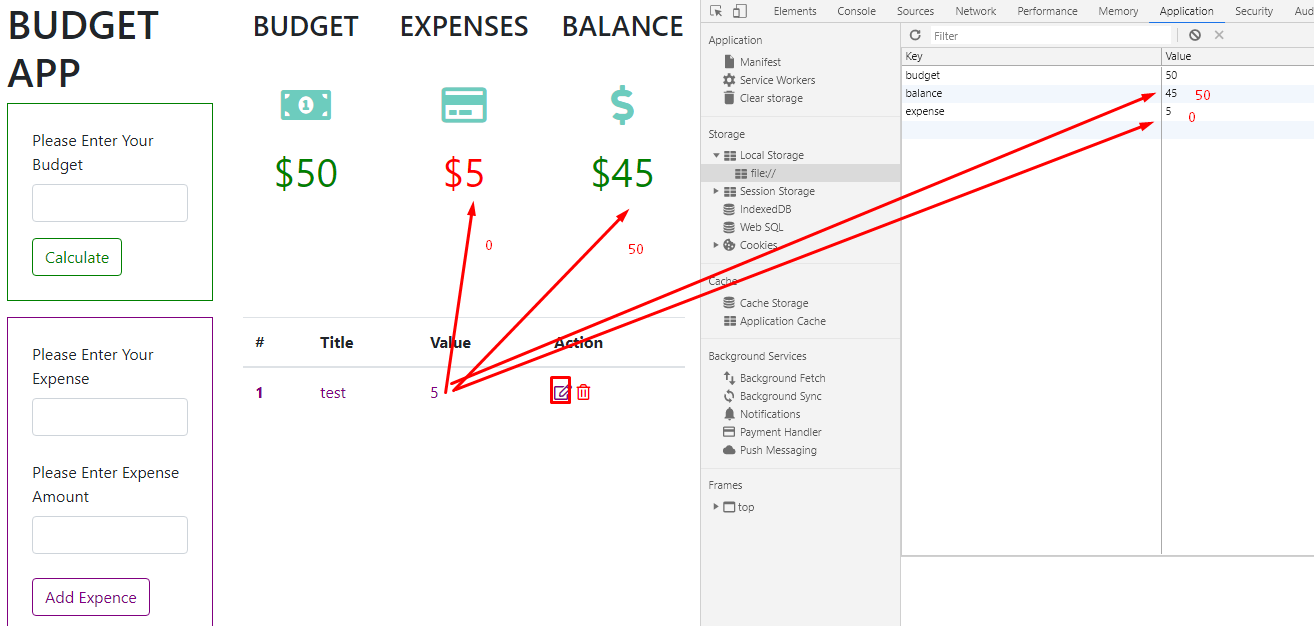 BUDGET
APP
Please Enter Your
Budget
Calculate
Please Enter Your
Expense
Please Enter Expense
Amount
Add Expence
BUDGET EXPENSES BALANCE
1
$50 $5 $45
0 50
# Title Value Action
1 test 5
Elements Console Sources Network Performance Memory Application Security Aud
Application
Manifest
Service Workers
Clear storage
Storage
Local Storage
file://
Session Storage
IndexedDB
Web SQL
Cookies
Cache
Cache Storage
Application Cache
Background Services
Background Fetch
Background Sync
Notifications
Payment Handler
Push Messaging
Frames
top
Filter
Key Value
budget 50
balance 45 50
expense 5 0